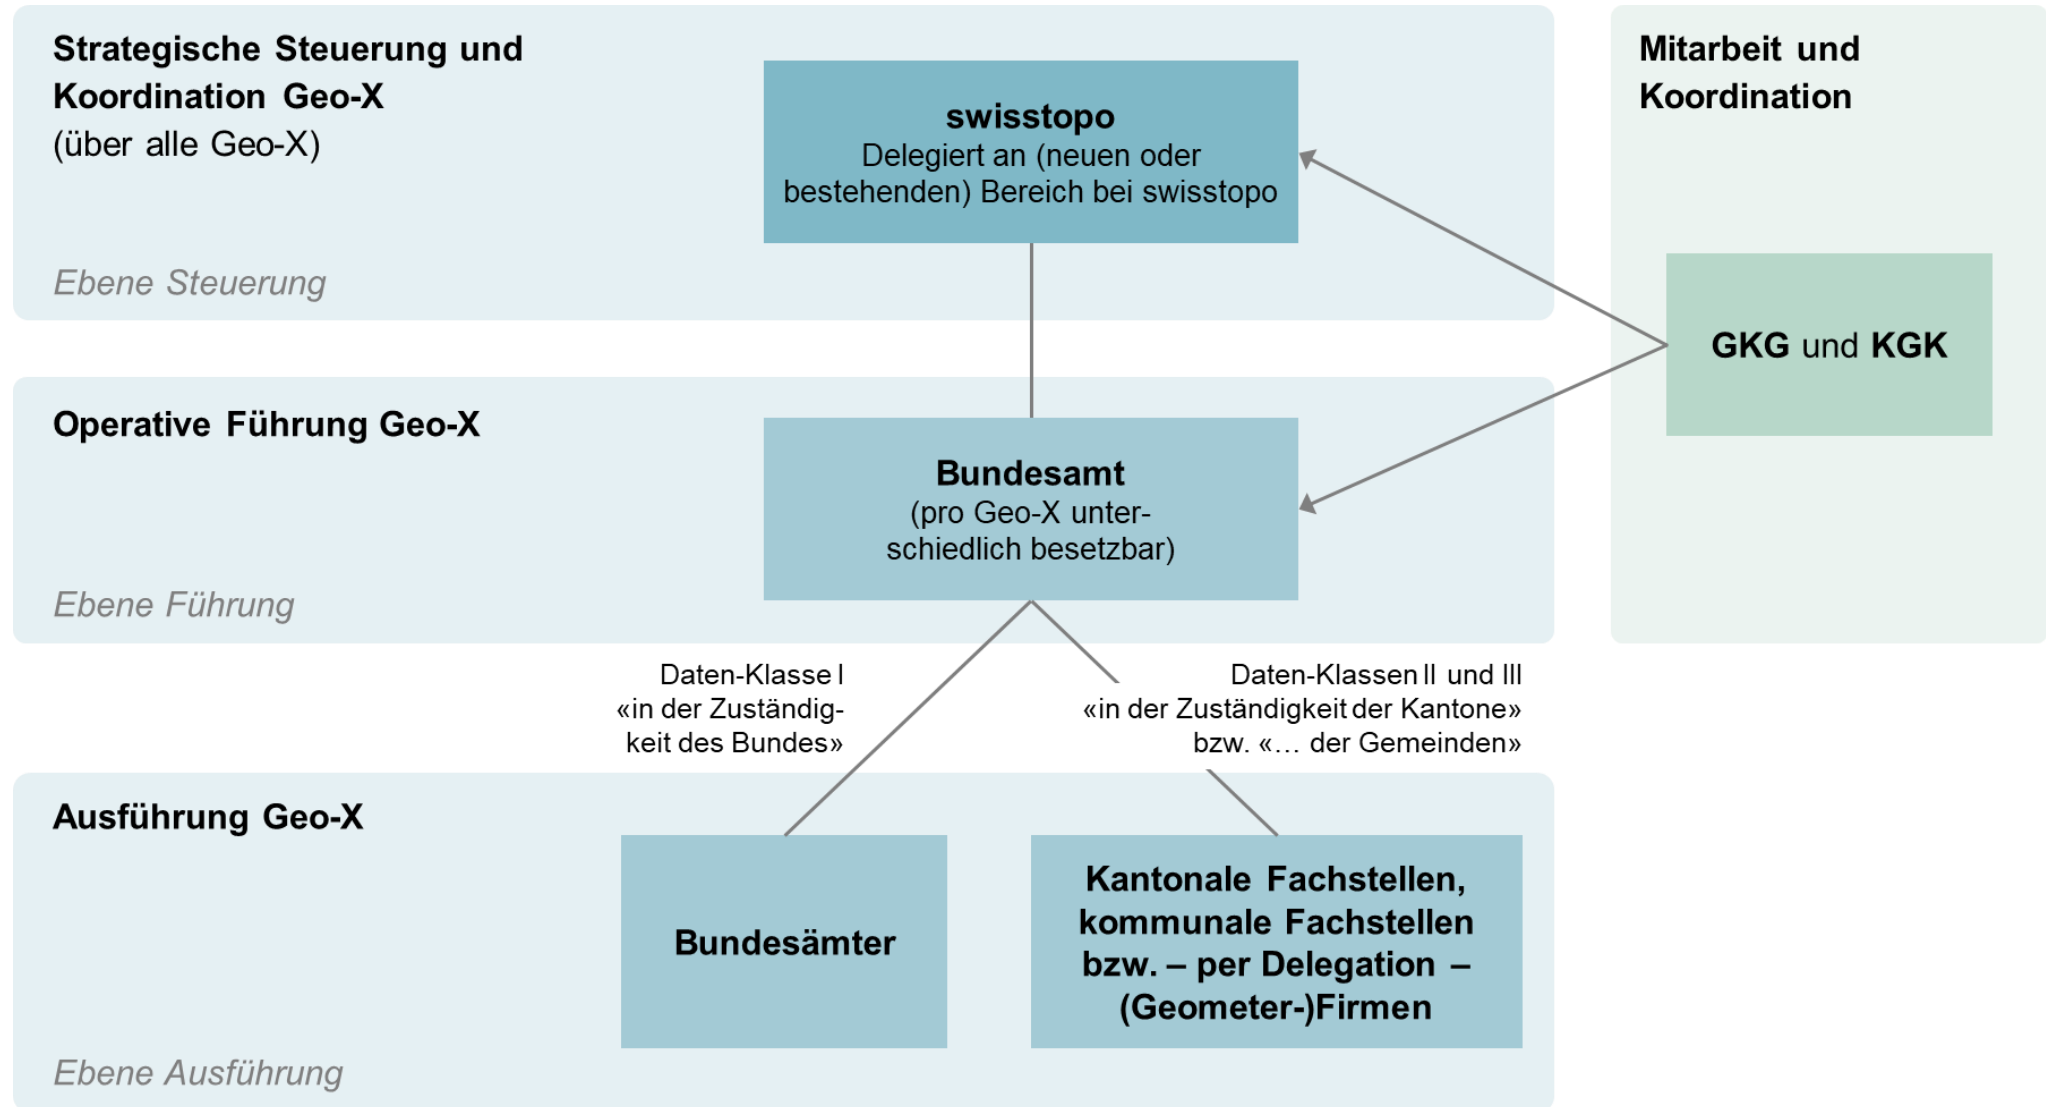 Strategische Steuerung und
Koordination Geo-X
(über alle Geo-X)
Ebene Steuerung
swisstopo
Delegiert an (neuen oder
bestehenden) Bereich bei swisstopo
Mitarbeit und
Koordination
GKG und KGK
Operative Führung Geo-X
Ebene Führung
Bundesamt
(pro Geo-X unter-
schiedlich besetzbar)
Daten-Klasse I
«in der Zuständig-
keit des Bundes»
Daten-Klassen II und III
«in der Zuständigkeit der Kantone»
bzw. «... der Gemeinden»
Ausführung Geo-X
Ebene Ausführung
Bundesämter
Kantonale Fachstellen,
kommunale Fachstellen
bzw. – per Delegation –
(Geometer-)Firmen